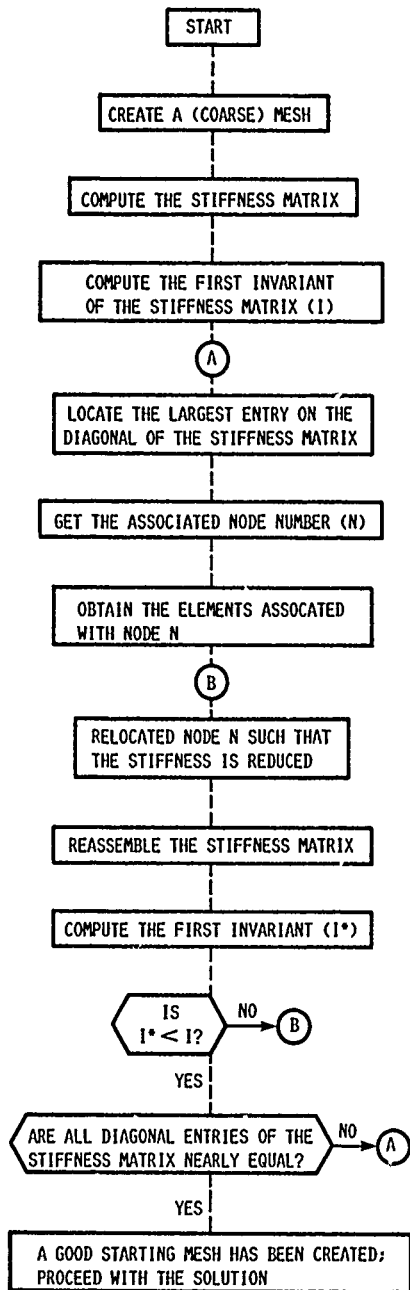 START
CREATE A (COARSE) MESH
COMPUTE THE STIFFNESS MATRIX
COMPUTE THE FIRST INVARIANT
OF THE STIFFNESS MATRIX (I)
A
LOCATE THE LARGEST ENTRY ON THE
DIAGONAL OF THE STIFFNESS MATRIX
GET THE ASSOCIATED NODE NUMBER (N)
OBTAIN THE ELEMENTS ASSOCATED
WITH NODE N
B
RELOCATED NODE N SUCH THAT
THE STIFFNESS IS REDUCED
REASSEMBLE THE STIFFNESS MATRIX
COMPUTE THE FIRST INVARIANT (I*)
IS
I* < I?
NO
B
YES
ARE ALL DIAGONAL ENTRIES OF THE
STIFFNESS MATRIX NEARLY EQUAL?
NO
A
YES
A GOOD STARTING MESH HAS BEEN CREATED;
PROCEED WITH THE SOLUTION